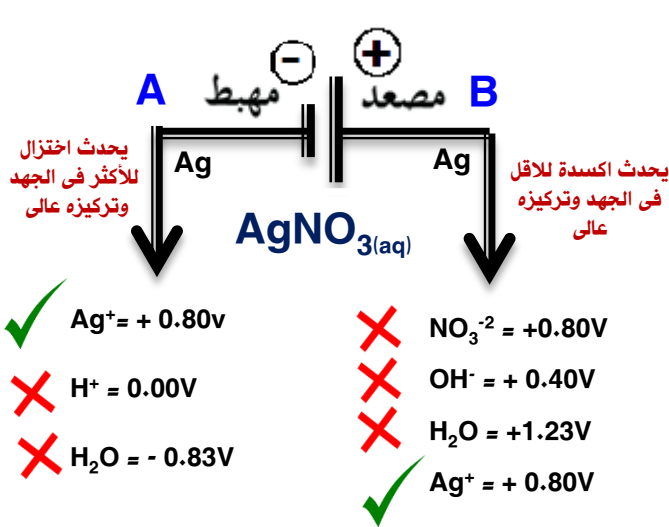 A
مهبط
-
+
مصعد
B
يحدث اختزال
للأكثر فى الجهد
وتركيزه عالى
Ag
Ag
يحدث اكسدة للاقل
فى الجهد وتركيزه
عالى
AgNO₃(aq)
Ag⁺= + 0.80v
H⁺ = 0.00V
H₂O = - 0.83V
NO₃⁻² = +0.80V
OH⁻ = + 0.40V
H₂O = +1.23V
Ag⁺ = + 0.80V